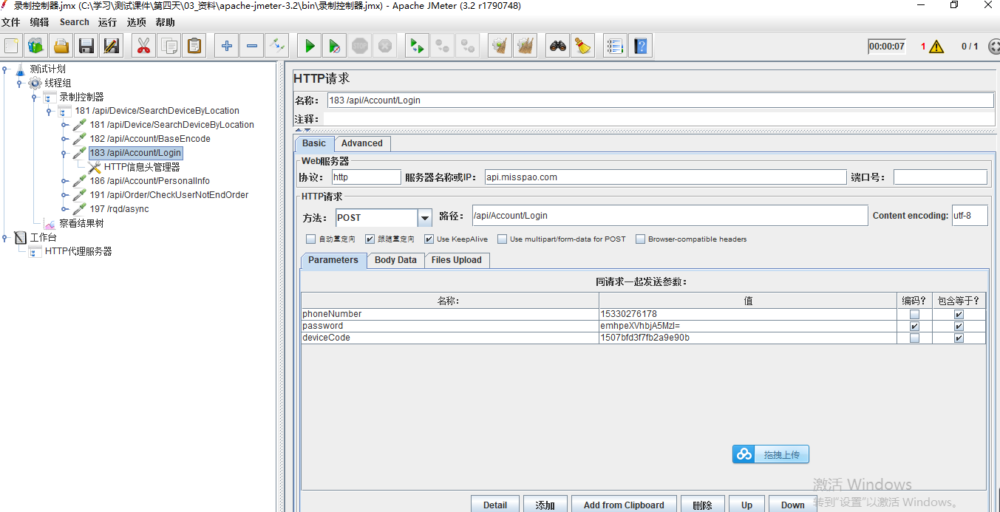 录制控制器.jmx (C:\学习\测试课件\第四天\03_资料\apache-jmeter-3.2\bin\录制控制器.jmx) - Apache JMeter (3.2 r1790748)
文件 编辑 Search 运行 选项 帮助
00:00:07 1 0 / 1
测试计划
线程组
录制控制器
181 /api/Device/SearchDeviceByLocation
181 /api/Device/SearchDeviceByLocation
182 /api/Account/BaseEncode
183 /api/Account/Login
HTTP信息头管理器
186 /api/Account/PersonalInfo
191 /api/Order/CheckUserNotEndOrder
197 /rqd/async
察看结果树
工作台
HTTP代理服务器
HTTP请求
名称： 183 /api/Account/Login
注释：
Basic Advanced
Web服务器
协议： http 服务器名称或IP： api.misspao.com 端口号：
HTTP请求
方法： POST 路径： /api/Account/Login Content encoding: utf-8
自动重定向 跟随重定向 Use KeepAlive Use multipart/form-data for POST Browser-compatible headers
Parameters Body Data Files Upload
同请求一起发送参数：
名称： 值 编码？ 包含等于？
phoneNumber 15330276178
password emhpeXVhbjA5MzI=
deviceCode 1507bfd3f7fb2a9e90b
拖拽上传
激活 Windows
转到“设置”以激活 Windows。
Detail 添加 Add from Clipboard 删除 Up Down